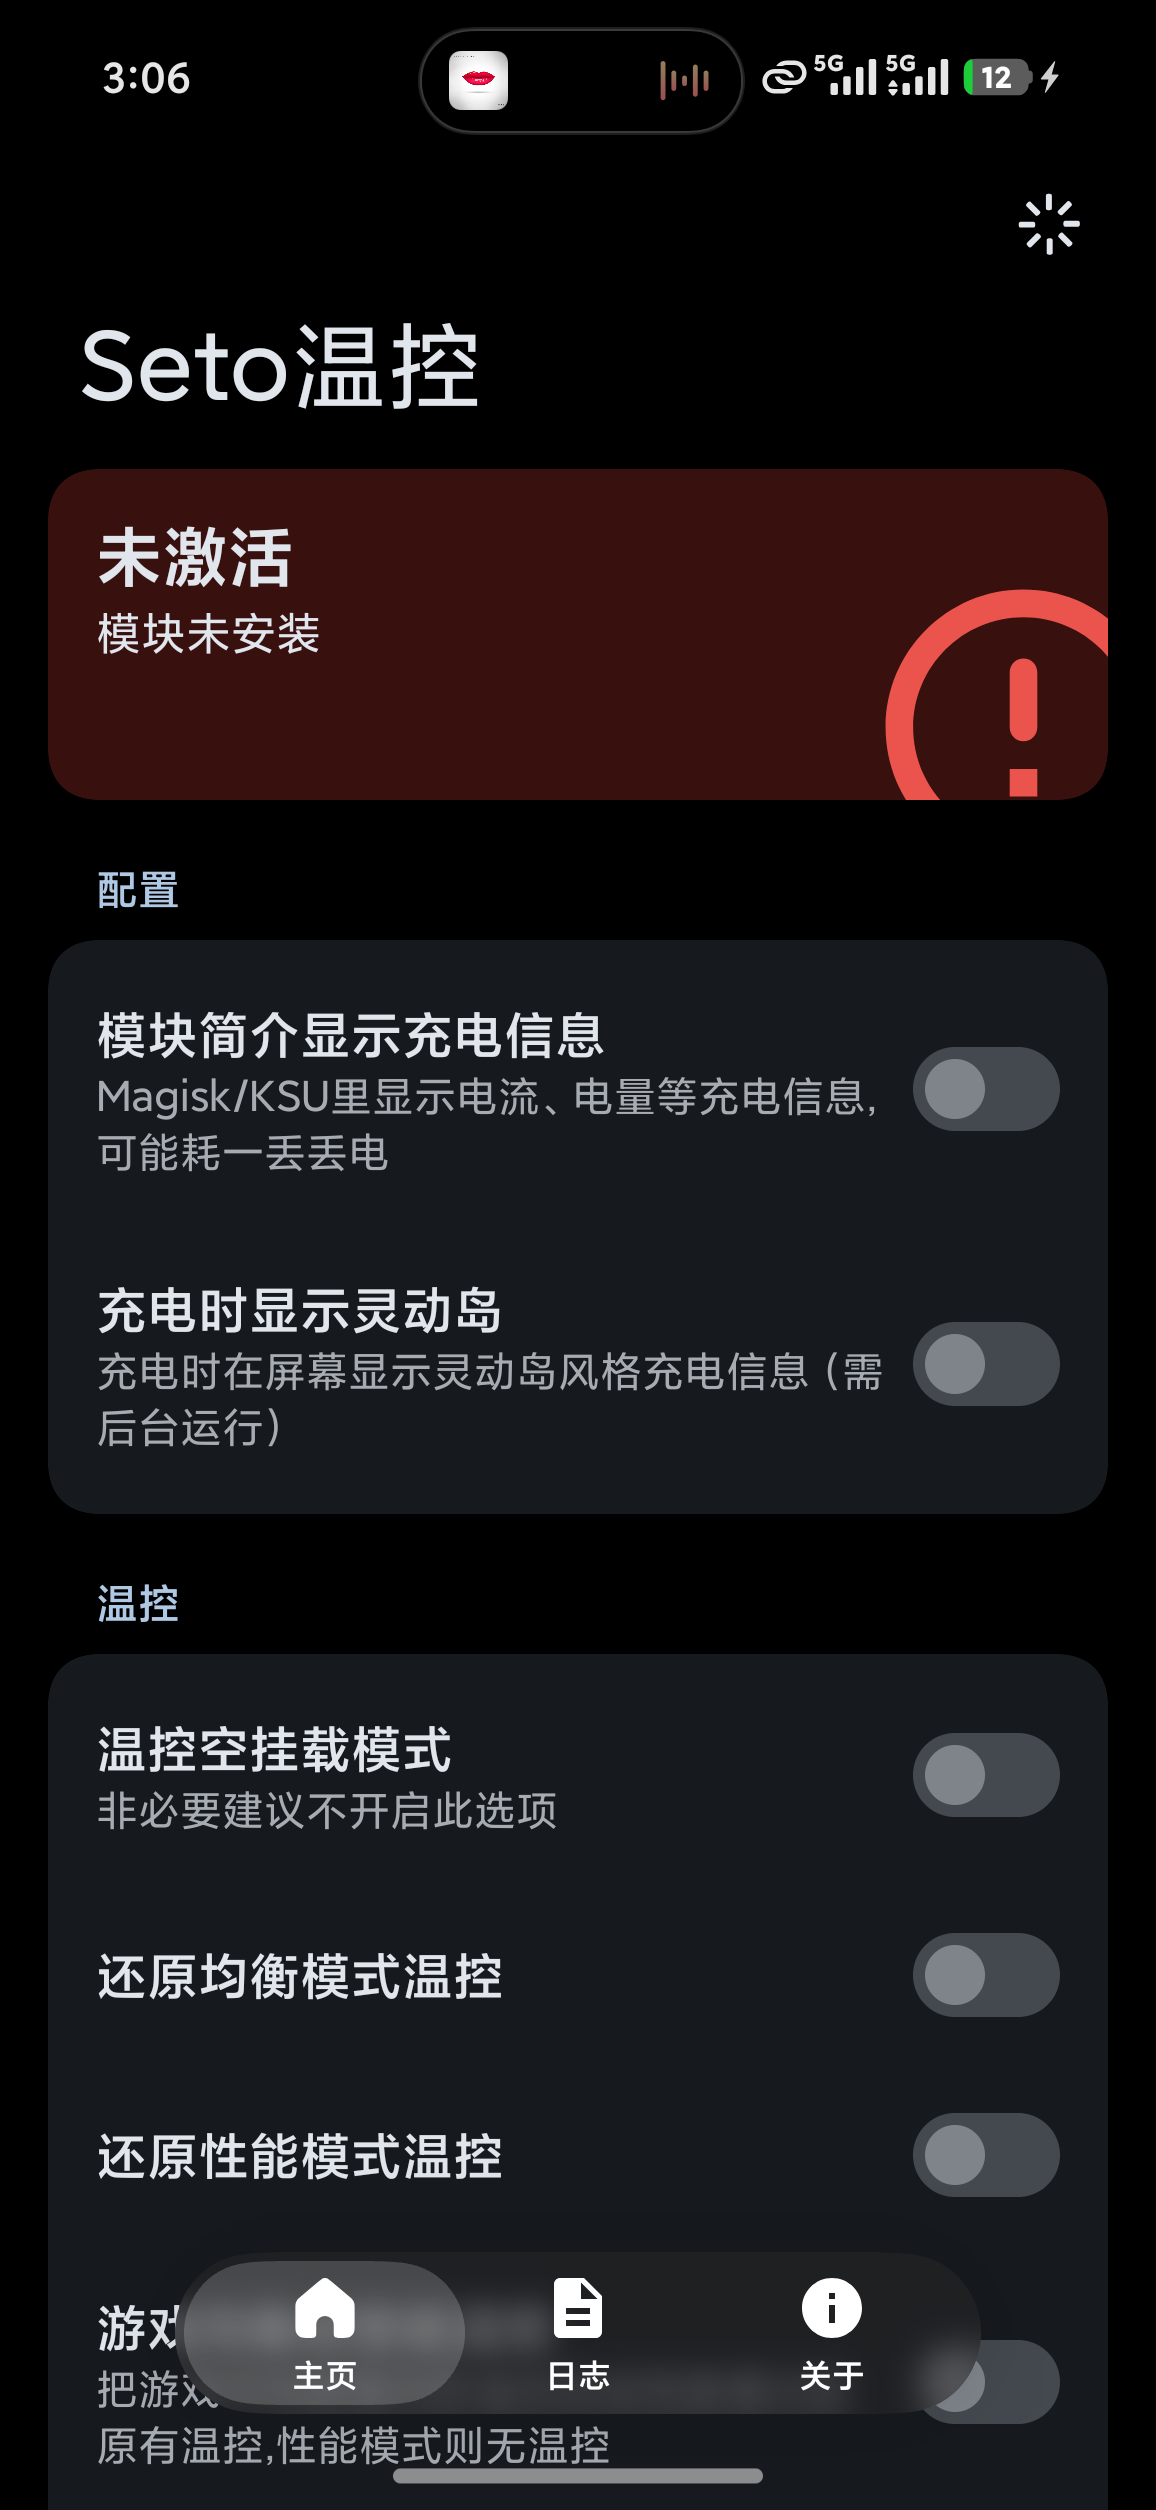 3:06
5G
5G
12
Seto温控
未激活
模块未安装
配置
模块简介显示充电信息
Magisk/KSU里显示电流、电量等充电信息,
可能耗一丢丢电
充电时显示灵动岛
充电时在屏幕显示灵动岛风格充电信息（需
后台运行）
温控
温控空挂载模式
非必要建议不开启此选项
还原均衡模式温控
还原性能模式温控
游戏
把游戏
原有温控,性能模式则无温控
主页
日志
关于